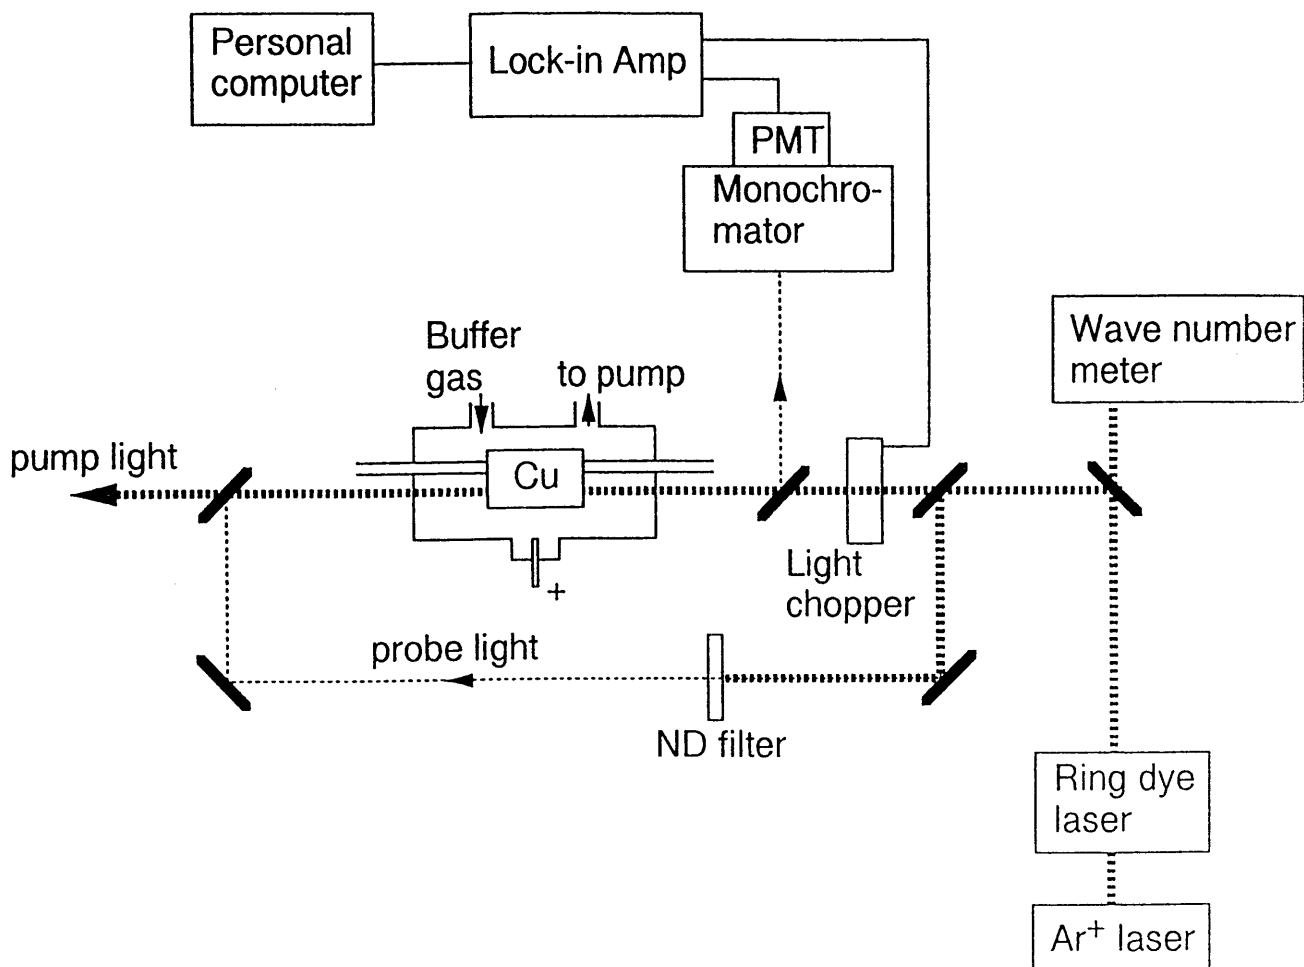 Personal
computer
Lock-in Amp
PMT
Monochro-
mator
Wave number
meter
Buffer
gas
to pump
pump light
Cu
+
Light
chopper
probe light
ND filter
Ring dye
laser
Ar⁺ laser